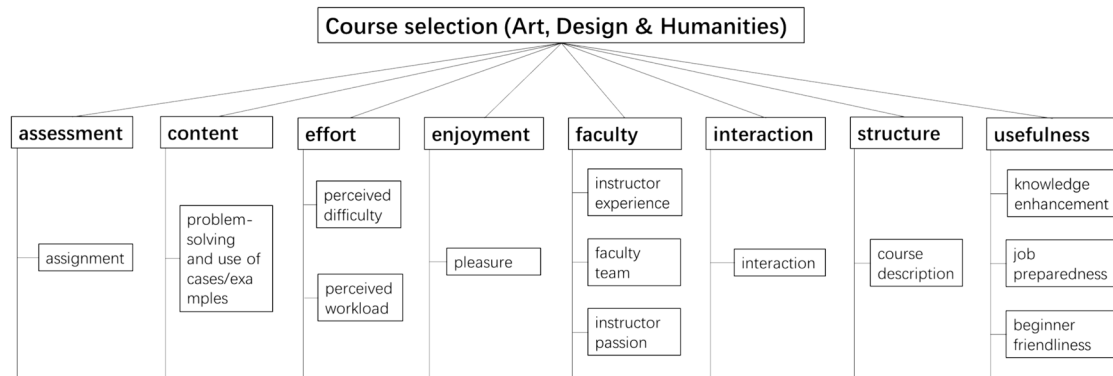 Course selection (Art, Design & Humanities)
assessment
content
effort
enjoyment
faculty
interaction
structure
usefulness
assignment
problem-
solving
and use of
cases/exa
mples
perceived
difficulty
perceived
workload
pleasure
instructor
experience
faculty
team
instructor
passion
interaction
course
description
knowledge
enhancement
job
preparedness
beginner
friendliness